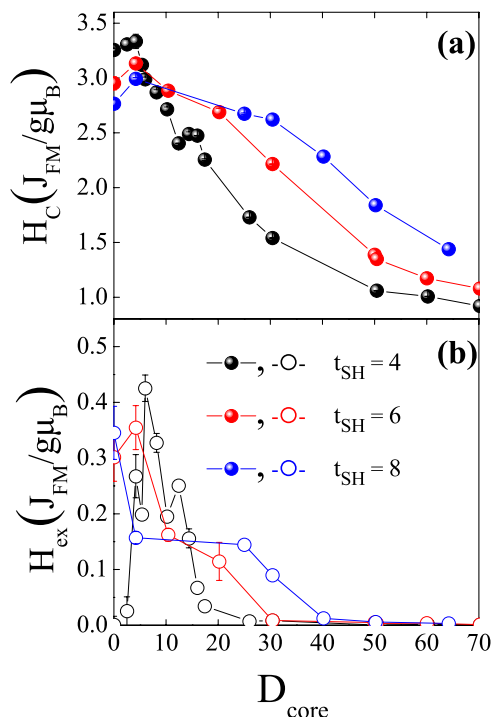 (a)
H_C (J_FM/gμ_B)
3.5
3.0
2.5
2.0
1.5
1.0
(b)
H_ex (J_FM/gμ_B)
0.5
0.4
0.3
0.2
0.1
0.0
, t_SH = 4
, t_SH = 6
, t_SH = 8
0 10 20 30 40 50 60 70
D_core